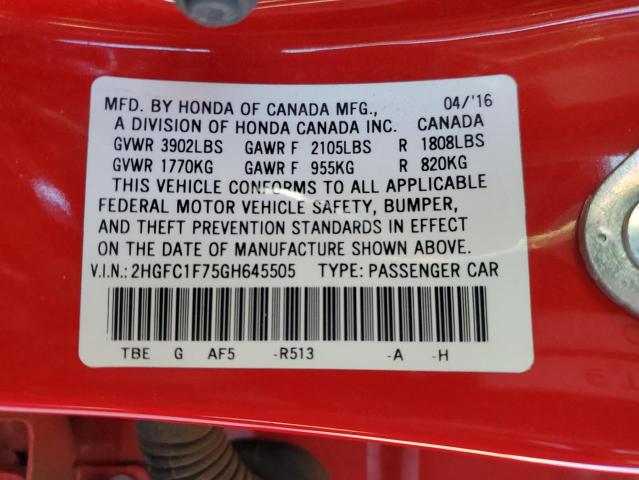 MFD. BY HONDA OF CANADA MFG., 04/'16
A DIVISION OF HONDA CANADA INC. CANADA
GVWR 3902LBS GAWR F 2105LBS R 1808LBS
GVWR 1770KG GAWR F 955KG R 820KG
THIS VEHICLE CONFORMS TO ALL APPLICABLE
FEDERAL MOTOR VEHICLE SAFETY, BUMPER,
AND THEFT PREVENTION STANDARDS IN EFFECT
ON THE DATE OF MANUFACTURE SHOWN ABOVE.
V.I.N.: 2HGFC1F75GH645505 TYPE: PASSENGER CAR
TBE G AF5 -R513 -A -H